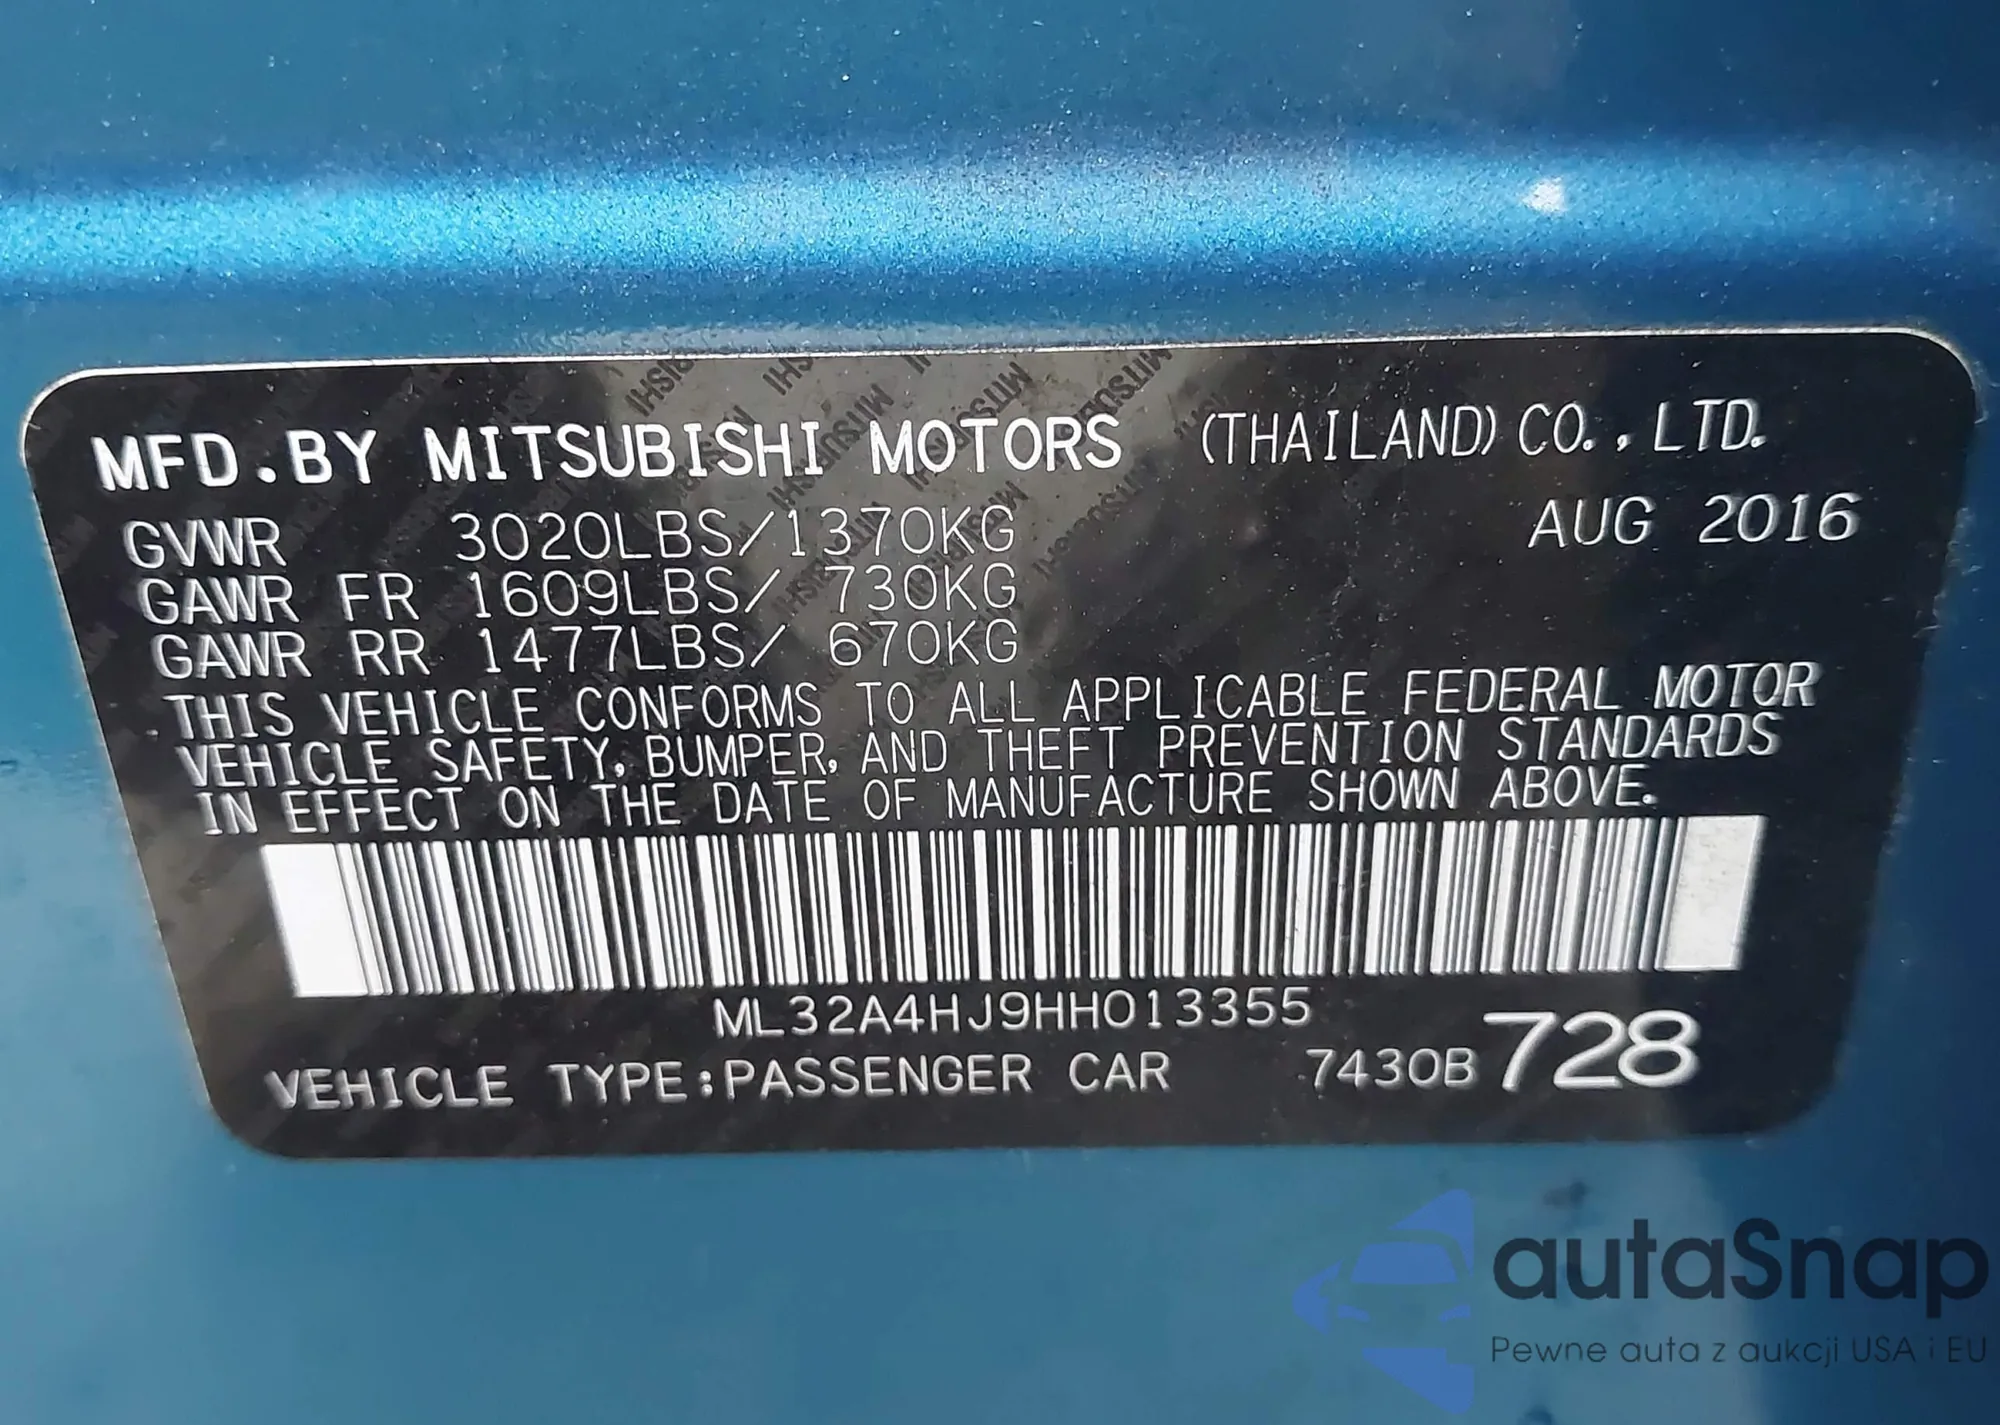 MFD.BY MITSUBISHI MOTORS (THAILAND) CO., LTD.
GVWR 3020LBS/1370KG AUG 2016
GAWR FR 1609LBS/ 730KG
GAWR RR 1477LBS/ 670KG
THIS VEHICLE CONFORMS TO ALL APPLICABLE FEDERAL MOTOR
VEHICLE SAFETY, BUMPER, AND THEFT PREVENTION STANDARDS
IN EFFECT ON THE DATE OF MANUFACTURE SHOWN ABOVE.
ML32A4HJ9HH013355
VEHICLE TYPE:PASSENGER CAR 7430B 728
autaSnap
Pewne auta z aukcji USA i EU